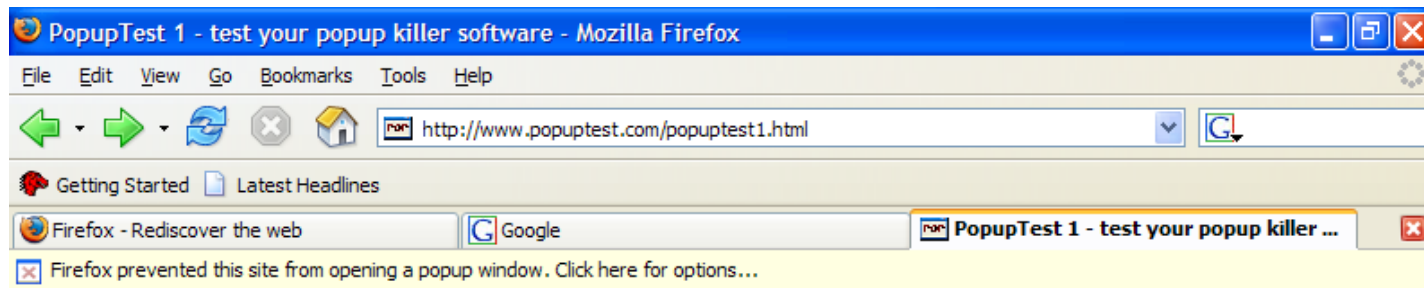 PopupTest 1 - test your popup killer software - Mozilla Firefox
File Edit View Go Bookmarks Tools Help
http://www.popuptest.com/popuptest1.html G
Getting Started Latest Headlines
Firefox - Rediscover the web G Google PopupTest 1 - test your popup killer ...
Firefox prevented this site from opening a popup window. Click here for options...